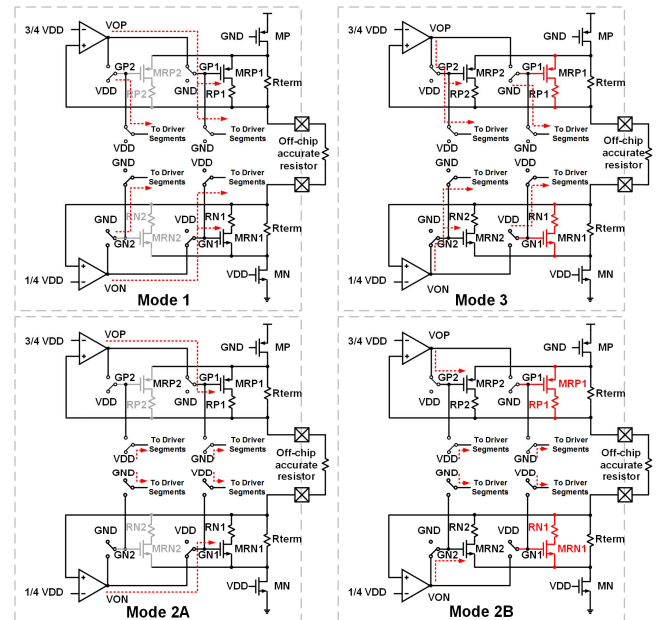 3/4 VDD
VOP
GND
MP
GP2
MRP2
GP1
MRP1
VDD
RP2
GND
RP1
Rterm
To Driver
Segments
To Driver
Segments
VDD
GND
GND
VDD
Off-chip
accurate
resistor
To Driver
Segments
To Driver
Segments
GND
RN2
VDD
RN1
GN2
MRN2
GN1
MRN1
Rterm
1/4 VDD
VON
VDD
MN
Mode 1
3/4 VDD
VOP
GND
MP
GP2
MRP2
GP1
MRP1
VDD
RP2
GND
RP1
Rterm
To Driver
Segments
To Driver
Segments
VDD
GND
GND
VDD
Off-chip
accurate
resistor
To Driver
Segments
To Driver
Segments
GND
RN2
VDD
RN1
GN2
MRN2
GN1
MRN1
Rterm
1/4 VDD
VON
VDD
MN
Mode 3
3/4 VDD
VOP
GND
MP
GP2
MRP2
GP1
MRP1
VDD
RP2
GND
RP1
Rterm
To Driver
Segments
To Driver
Segments
VDD
GND
GND
VDD
Off-chip
accurate
resistor
To Driver
Segments
To Driver
Segments
GND
RN2
VDD
RN1
GN2
MRN2
GN1
MRN1
Rterm
1/4 VDD
VON
VDD
MN
Mode 2A
3/4 VDD
VOP
GND
MP
GP2
MRP2
GP1
MRP1
VDD
RP2
GND
RP1
Rterm
To Driver
Segments
To Driver
Segments
VDD
GND
GND
VDD
Off-chip
accurate
resistor
To Driver
Segments
To Driver
Segments
GND
RN2
VDD
RN1
GN2
MRN2
GN1
MRN1
Rterm
1/4 VDD
VON
VDD
MN
Mode 2B